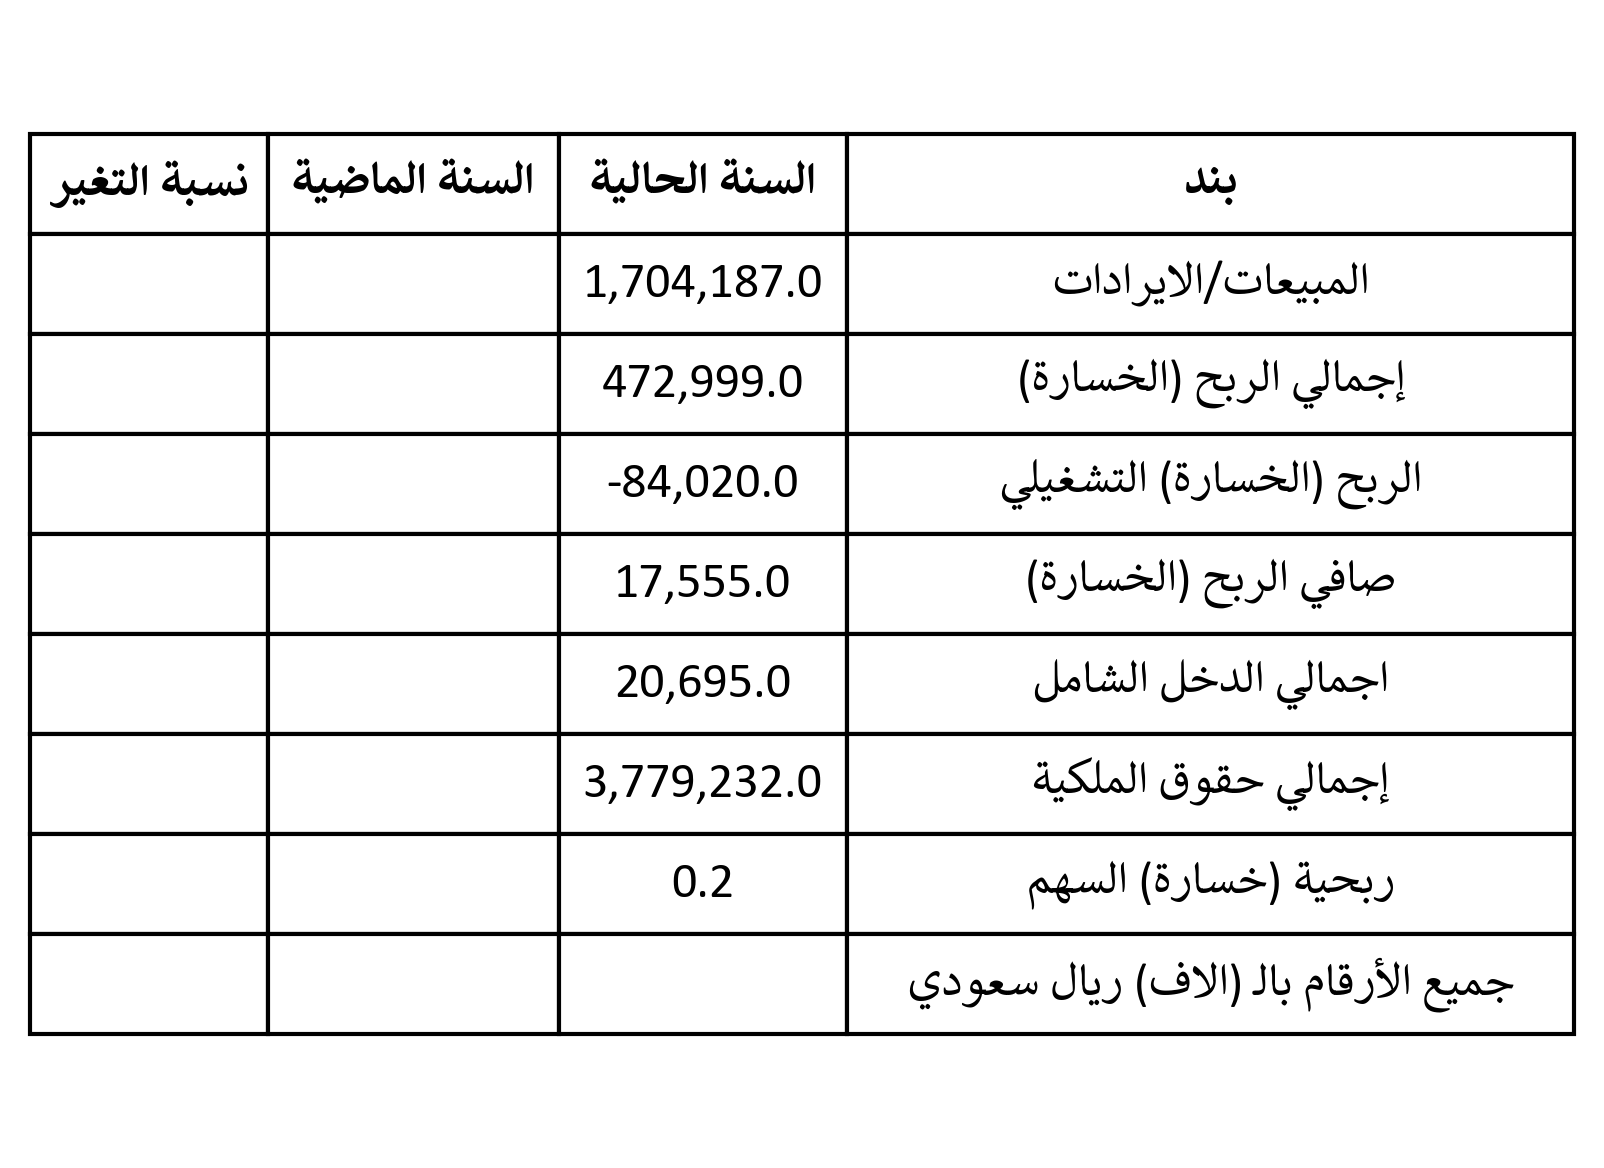 بند السنة الحالية السنة الماضية نسبة التغير
المبيعات/الايرادات 1,704,187.0
إجمالي الربح (الخسارة) 472,999.0
الربح (الخسارة) التشغيلي -84,020.0
صافي الربح (الخسارة) 17,555.0
اجمالي الدخل الشامل 20,695.0
إجمالي حقوق الملكية 3,779,232.0
ربحية (خسارة) السهم 0.2
جميع الأرقام بالـ (الاف) ريال سعودي